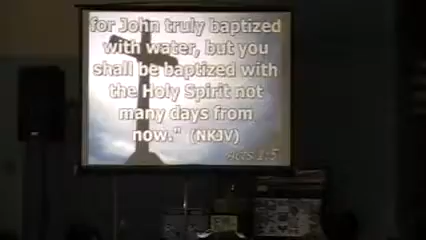 for John truly baptized
with water, but you
shall be baptized with
the Holy Spirit not
many days from
now." (NKJV)
Acts 1:5